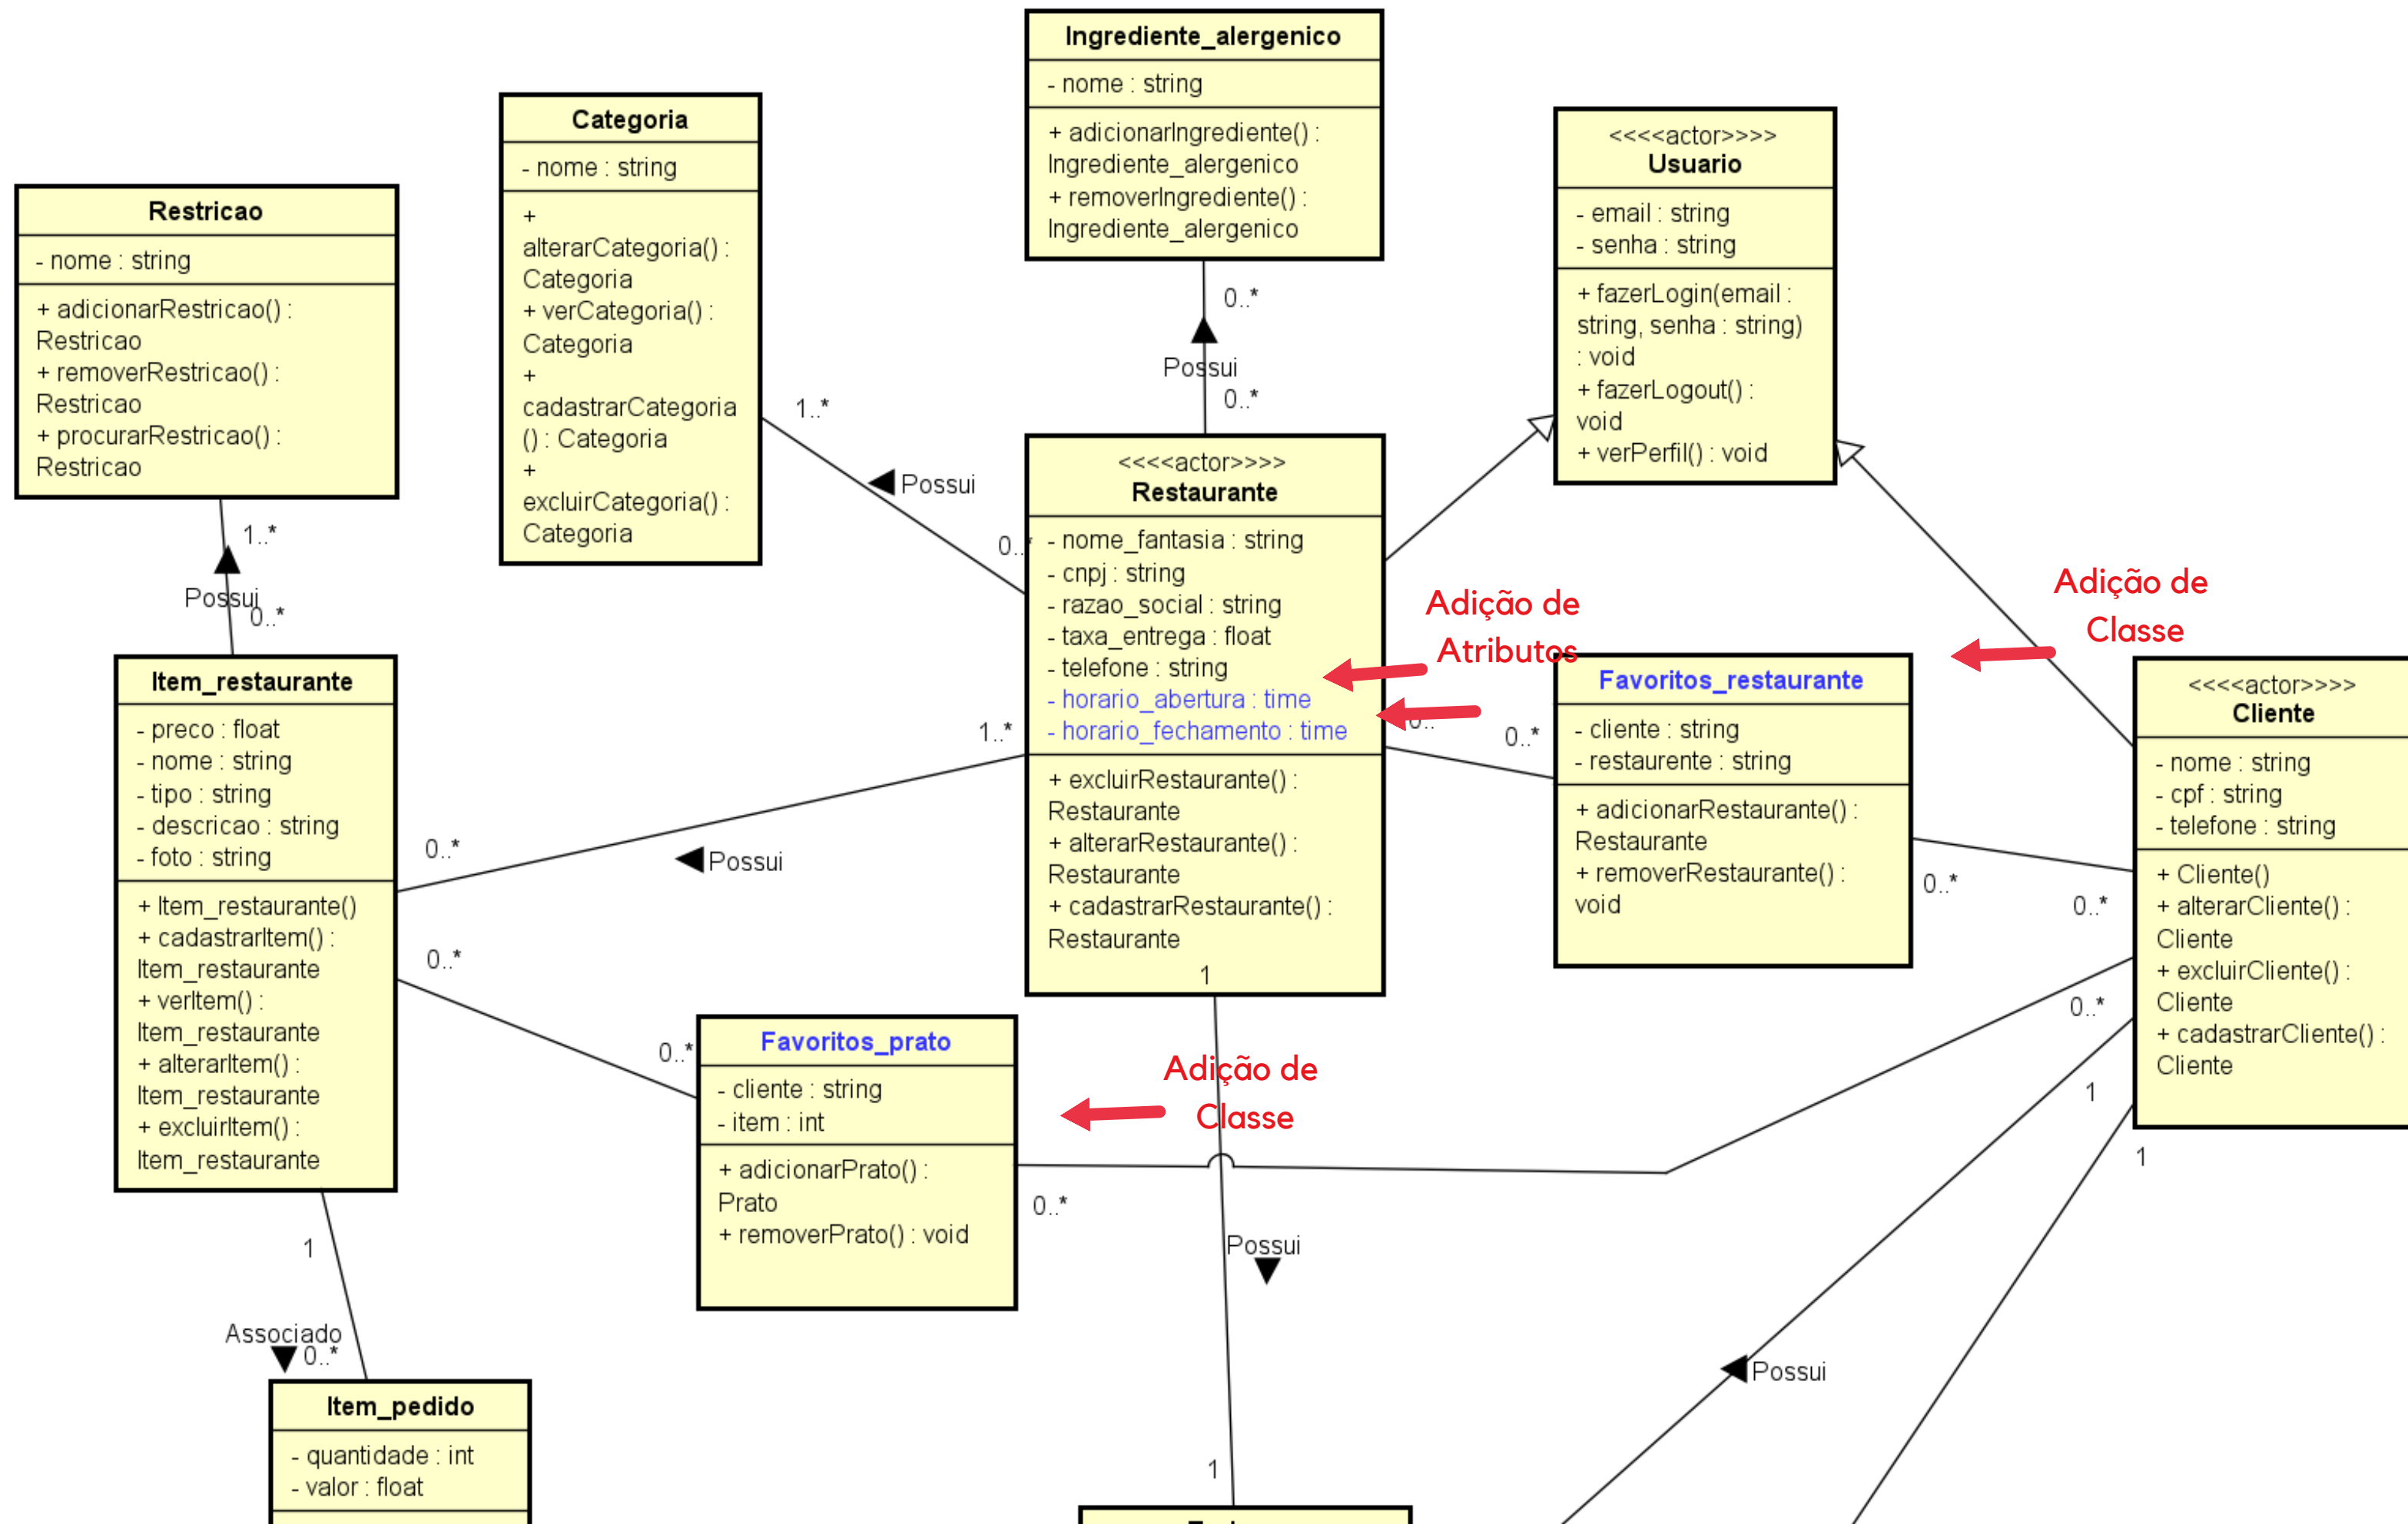 Ingrediente_alergenico
- nome : string
+ adicionarIngrediente() :
Ingrediente_alergenico
+ removerIngrediente() :
Ingrediente_alergenico
Categoria
- nome : string
+
alterarCategoria() :
Categoria
+ verCategoria() :
Categoria
+
cadastrarCategoria
() : Categoria
+
excluirCategoria() :
Categoria
<<<<actor>>>>
Usuario
- email : string
- senha : string
+ fazerLogin(email :
string, senha : string)
: void
+ fazerLogout() :
void
+ verPerfil() : void
Restricao
- nome : string
+ adicionarRestricao() :
Restricao
+ removerRestricao() :
Restricao
+ procurarRestricao() :
Restricao
0..*
Possui
0..*
1..*
Possui
0..*
1..*
Possui
0..*
<<<<actor>>>>
Restaurante
- nome_fantasia : string
- cnpj : string
- razao_social : string
- taxa_entrega : float
- telefone : string
- horario_abertura : time
- horario_fechamento : time
+ excluirRestaurante() :
Restaurante
+ alterarRestaurante() :
Restaurante
+ cadastrarRestaurante() :
Restaurante
1
Adição de
Atributos
Adição de
Classe
Favoritos_restaurante
- cliente : string
- restaurente : string
+ adicionarRestaurante() :
Restaurante
+ removerRestaurante() :
void
0..
0..*
0..*
0..*
<<<<actor>>>>
Cliente
- nome : string
- cpf : string
- telefone : string
+ Cliente()
+ alterarCliente() :
Cliente
+ excluirCliente() :
Cliente
+ cadastrarCliente() :
Cliente
Item_restaurante
- preco : float
- nome : string
- tipo : string
- descricao : string
- foto : string
+ Item_restaurante()
+ cadastrarItem() :
Item_restaurante
+ verItem() :
Item_restaurante
+ alterarItem() :
Item_restaurante
+ excluirItem() :
Item_restaurante
1..*
0..*
Possui
0..*
0..*
Favoritos_prato
- cliente : string
- item : int
+ adicionarPrato() :
Prato
+ removerPrato() : void
Adição de
Classe
0..*
0..*
1
1
Possui
Possui
1
1
Associado
0..*
Item_pedido
- quantidade : int
- valor : float